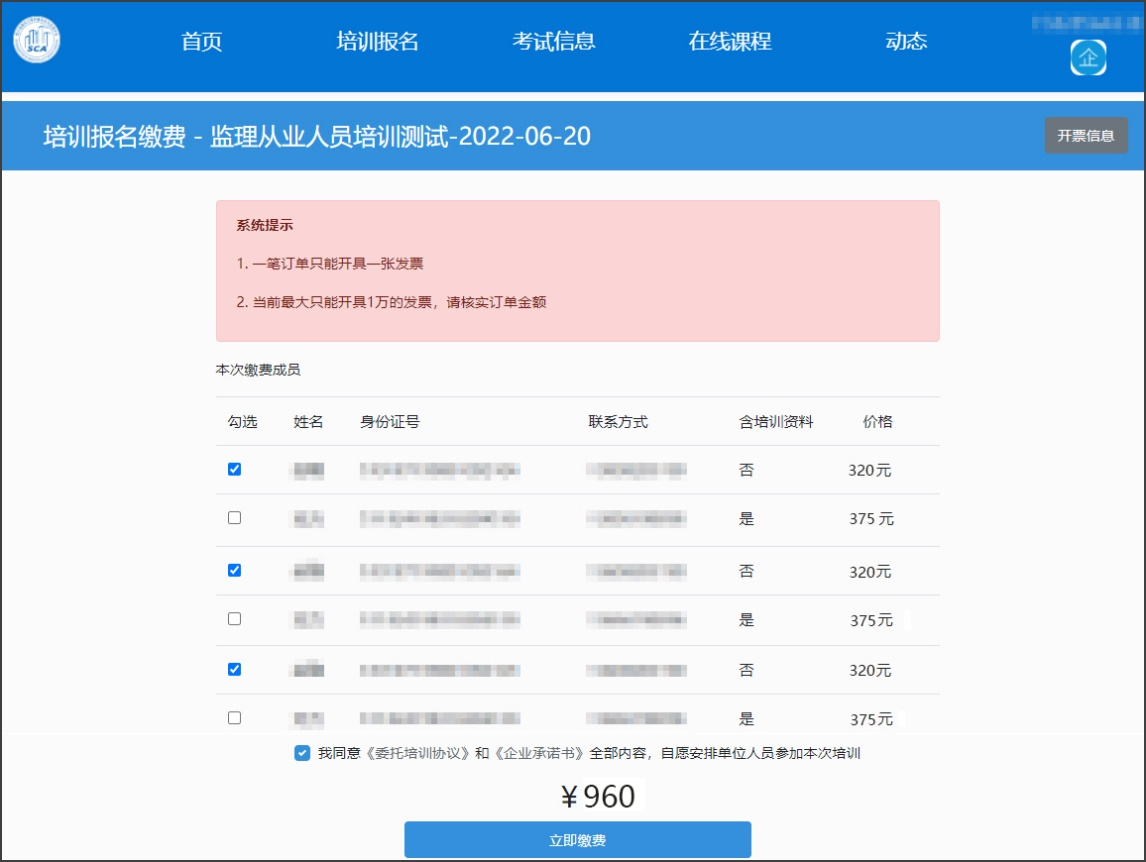 SCA
首页 培训报名 考试信息 在线课程 动态
企
培训报名缴费 - 监理从业人员培训测试-2022-06-20
开票信息
系统提示
1. 一笔订单只能开具一张发票
2. 当前最大只能开具1万的发票，请核实订单金额
本次缴费成员
勾选 姓名 身份证号 联系方式 含培训资料 价格
否 320元
是 375 元
否 320元
是 375元
否 320元
是 375元
我同意《委托培训协议》和《企业承诺书》全部内容，自愿安排单位人员参加本次培训
￥960
立即缴费